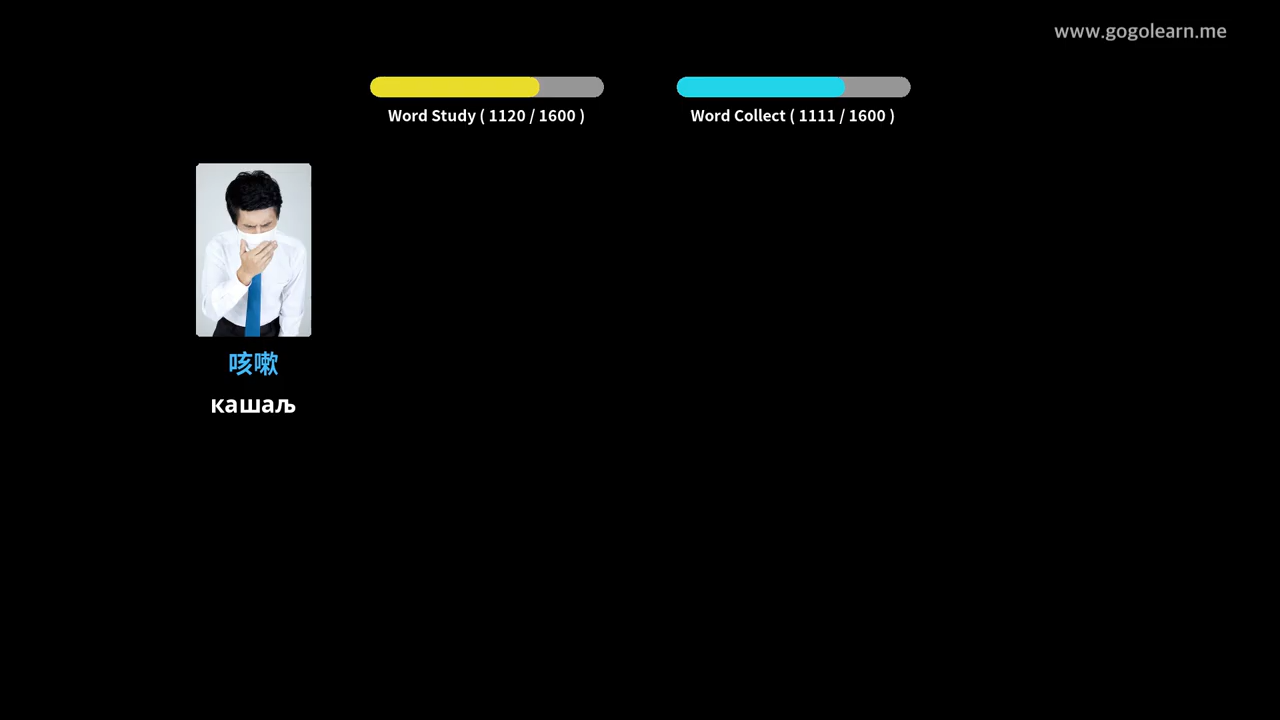 www.gogolearn.me
Word Study ( 1120 / 1600 )
Word Collect ( 1111 / 1600 )
咳嗽
кашаљ